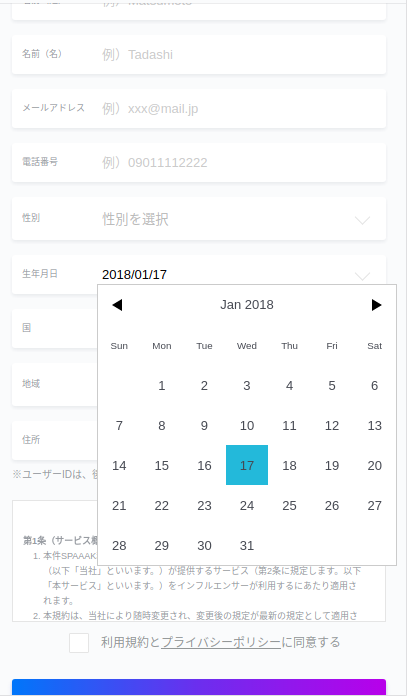 名前（名）
例）Tadashi
メールアドレス
例）xxx@mail.jp
電話番号
例）09011112222
性別
性別を選択
生年月日
2018/01/17
Jan 2018
Sun Mon Tue Wed Thu Fri Sat
1 2 3 4 5 6
7 8 9 10 11 12 13
14 15 16 17 18 19 20
21 22 23 24 25 26 27
28 29 30 31
国
地域
住所
※ユーザーIDは、
第1条（サービス
1. 本件SPAAAK
（以下「当社」といいます。）が提供するサービス（第2条に規定します。以下
「本サービス」といいます。）をインフルエンサーが利用するにあたり適用さ
れます。
2. 本規約は、当社により随時変更され、変更後の規定が最新の規定として適用さ
利用規約とプライバシーポリシーに同意する